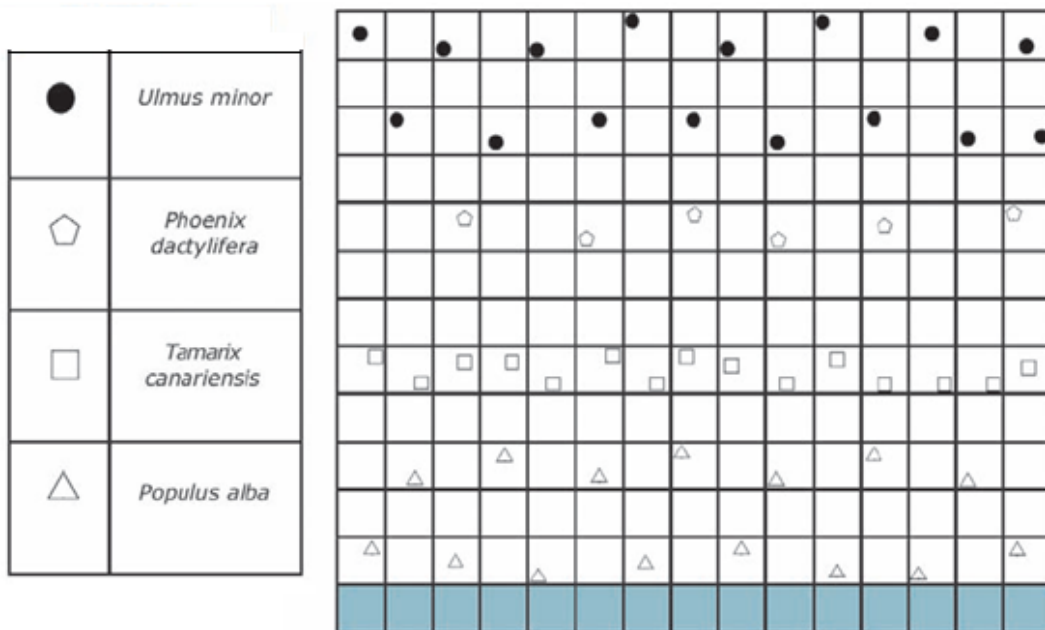 Ulmus minor
Phoenix
dactylifera
Tamarix
canariensis
Populus alba